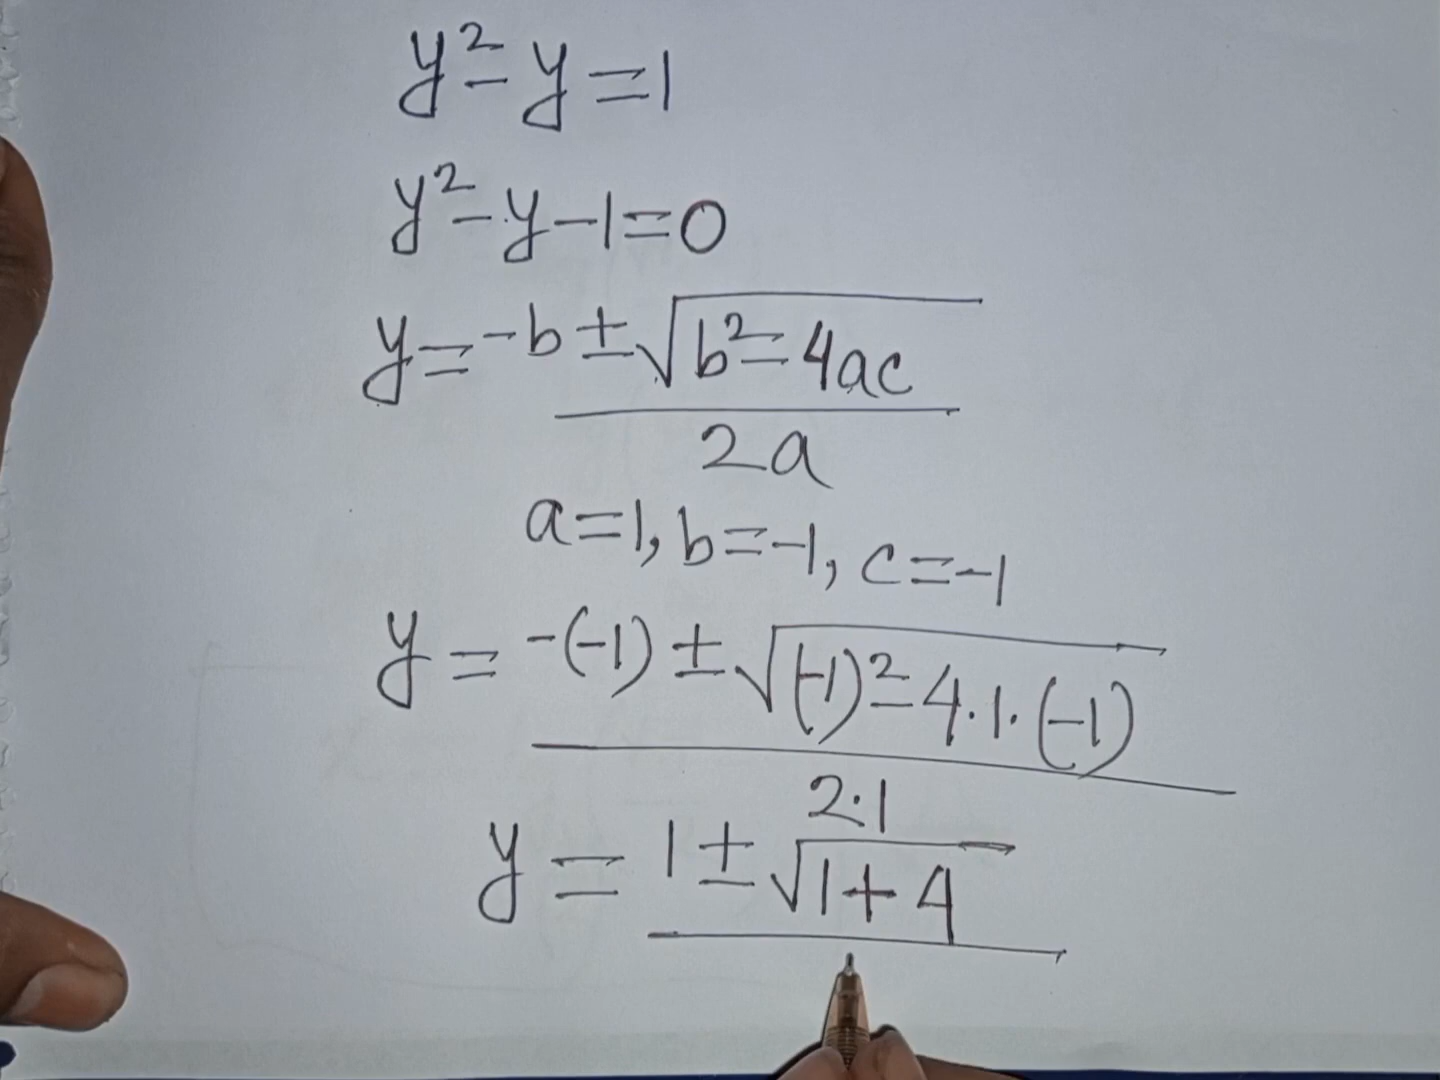 y² - y = 1
y² - y - 1 = 0
y = -b ± √(b² - 4ac)
2a
a = 1, b = -1, c = -1
y = -(-1) ± √((-1)² - 4·1·(-1))
2·1
y = 1 ± √(1 + 4)